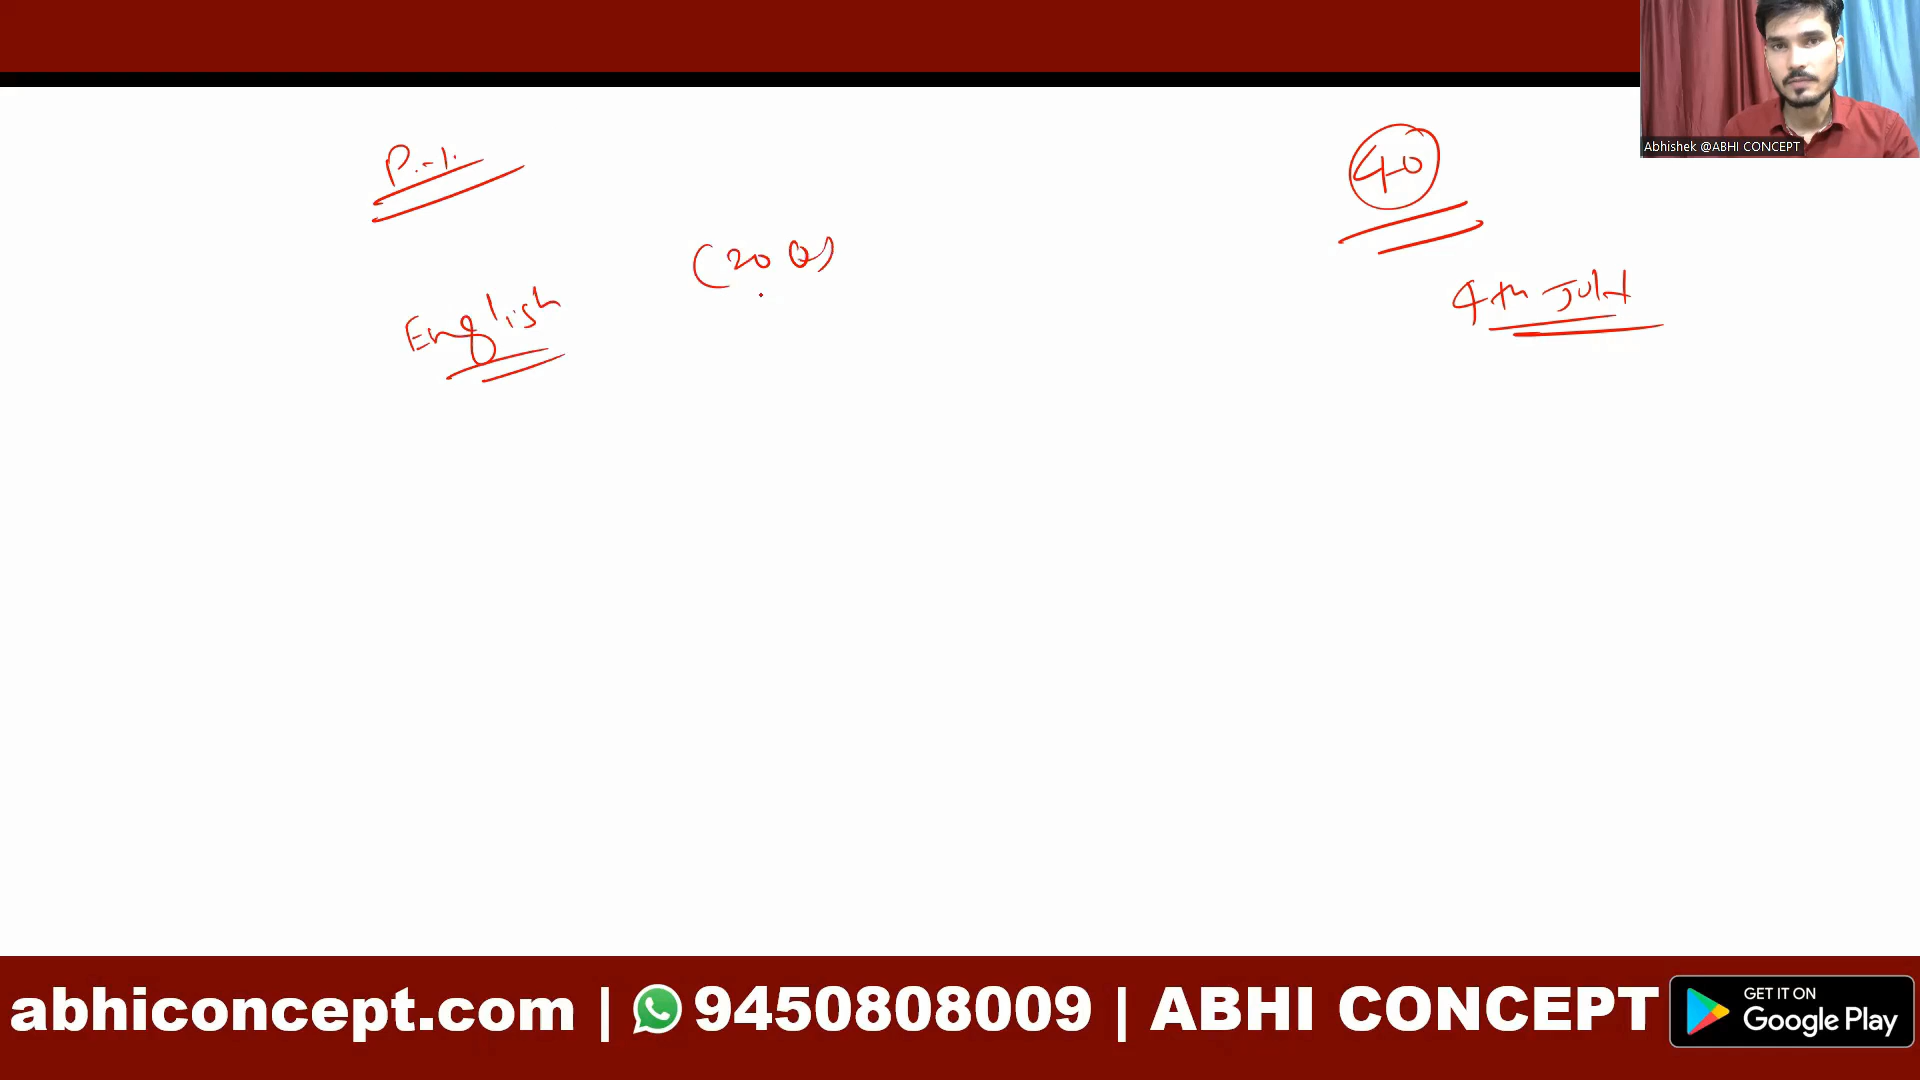 Abhishek @ABHI CONCEPT
P.-1.
40
(20 Q)
English
4th July
abhiconcept.com | 9450808009 | ABHI CONCEPT
GET IT ON
Google Play